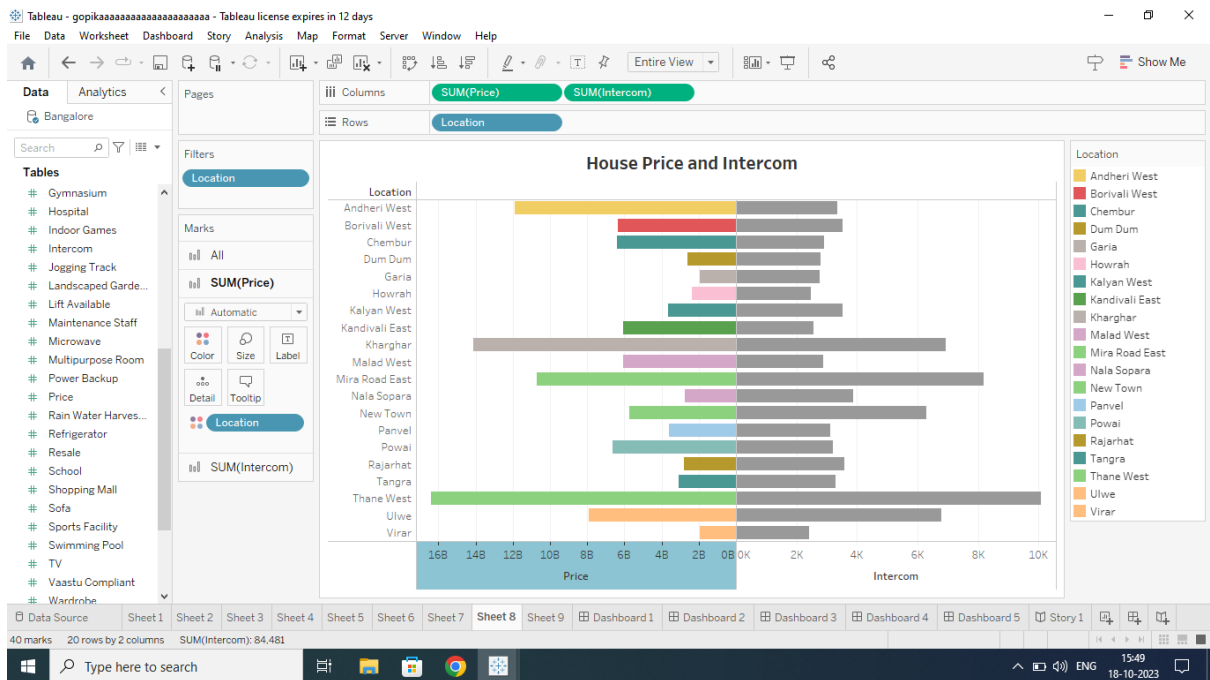 Tableau - gopikaaaaaaaaaaaaaaaaaaaaa - Tableau license expires in 12 days
File Data Worksheet Dashboard Story Analysis Map Format Server Window Help
Entire View
Show Me
Data Analytics
Bangalore
Search
Tables
Gymnasium
Hospital
Indoor Games
Intercom
Jogging Track
Landscaped Garde...
Lift Available
Maintenance Staff
Microwave
Multipurpose Room
Power Backup
Price
Rain Water Harves...
Refrigerator
Resale
School
Shopping Mall
Sofa
Sports Facility
Swimming Pool
TV
Vaastu Compliant
Wardrobe
Pages
Filters
Location
Marks
All
SUM(Price)
Automatic
Color Size Label
Detail Tooltip
Location
SUM(Intercom)
Columns SUM(Price) SUM(Intercom)
Rows Location
House Price and Intercom
Location
Andheri West
Borivali West
Chembur
Dum Dum
Garia
Howrah
Kalyan West
Kandivali East
Kharghar
Malad West
Mira Road East
Nala Sopara
New Town
Panvel
Powai
Rajarhat
Tangra
Thane West
Ulwe
Virar
16B 14B 12B 10B 8B 6B 4B 2B 0B 0K 2K 4K 6K 8K 10K
Price Intercom
Location
Andheri West
Borivali West
Chembur
Dum Dum
Garia
Howrah
Kalyan West
Kandivali East
Kharghar
Malad West
Mira Road East
Nala Sopara
New Town
Panvel
Powai
Rajarhat
Tangra
Thane West
Ulwe
Virar
Data Source Sheet 1 Sheet 2 Sheet 3 Sheet 4 Sheet 5 Sheet 6 Sheet 7 Sheet 8 Sheet 9 Dashboard 1 Dashboard 2 Dashboard 3 Dashboard 4 Dashboard 5 Story 1
40 marks 20 rows by 2 columns SUM(Intercom): 84,481
Type here to search
ENG
15:49
18-10-2023